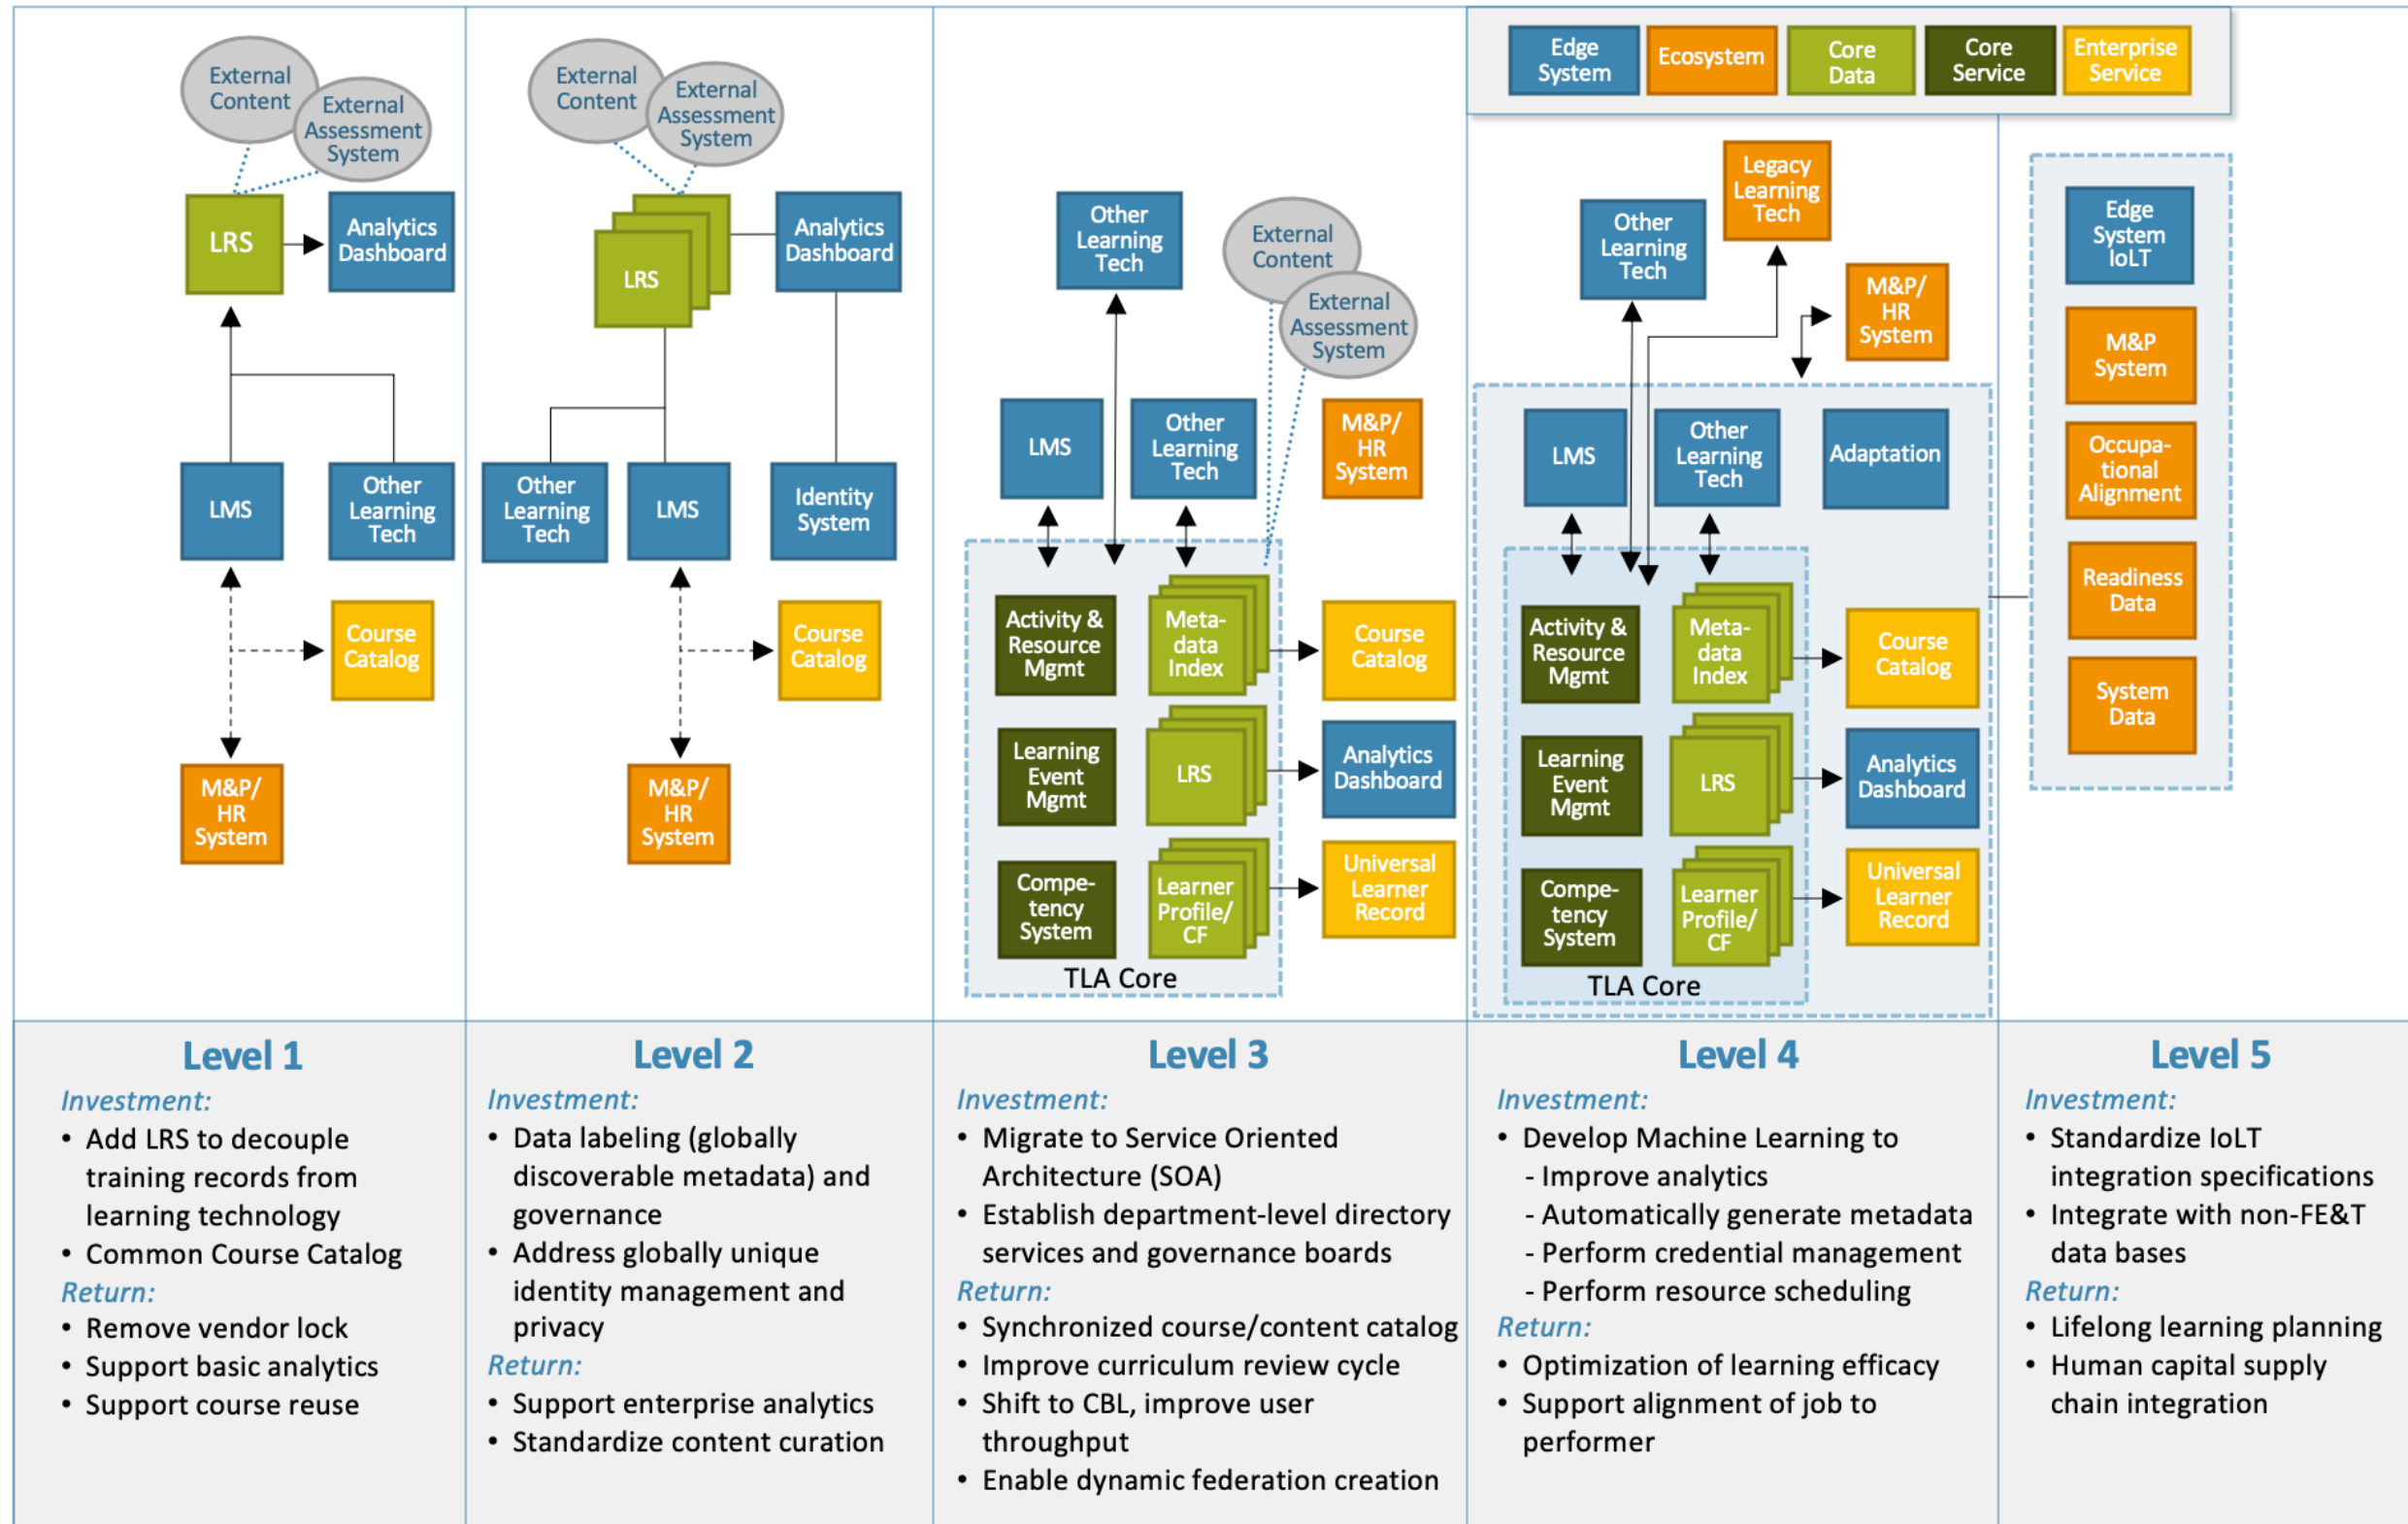 Edge
System
Ecosystem
Core
Data
Core
Service
Enterprise
Service
External
Content
External
Assessment
System
LRS
Analytics
Dashboard
LMS
Other
Learning
Tech
Course
Catalog
M&P/
HR
System
External
Content
External
Assessment
System
LRS
Analytics
Dashboard
Other
Learning
Tech
LMS
Identity
System
Course
Catalog
M&P/
HR
System
Other
Learning
Tech
External
Content
External
Assessment
System
LMS
Other
Learning
Tech
M&P/
HR
System
Activity &
Resource
Mgmt
Meta-
data
Index
Course
Catalog
Learning
Event
Mgmt
LRS
Analytics
Dashboard
Compe-
tency
System
Learner
Profile/
CF
Universal
Learner
Record
TLA Core
Legacy
Learning
Tech
Other
Learning
Tech
M&P/
HR
System
LMS
Other
Learning
Tech
Adaptation
Activity &
Resource
Mgmt
Meta-
data
Index
Course
Catalog
Learning
Event
Mgmt
LRS
Analytics
Dashboard
Compe-
tency
System
Learner
Profile/
CF
Universal
Learner
Record
TLA Core
Edge
System
IoLT
M&P
System
Occupa-
tional
Alignment
Readiness
Data
System
Data
Level 1
Investment:
• Add LRS to decouple
training records from
learning technology
• Common Course Catalog
Return:
• Remove vendor lock
• Support basic analytics
• Support course reuse
Level 2
Investment:
• Data labeling (globally
discoverable metadata) and
governance
• Address globally unique
identity management and
privacy
Return:
• Support enterprise analytics
• Standardize content curation
Level 3
Investment:
• Migrate to Service Oriented
Architecture (SOA)
• Establish department-level directory
services and governance boards
Return:
• Synchronized course/content catalog
• Improve curriculum review cycle
• Shift to CBL, improve user
throughput
• Enable dynamic federation creation
Level 4
Investment:
• Develop Machine Learning to
- Improve analytics
- Automatically generate metadata
- Perform credential management
- Perform resource scheduling
Return:
• Optimization of learning efficacy
• Support alignment of job to
performer
Level 5
Investment:
• Standardize IoLT
integration specifications
• Integrate with non-FE&T
data bases
Return:
• Lifelong learning planning
• Human capital supply
chain integration